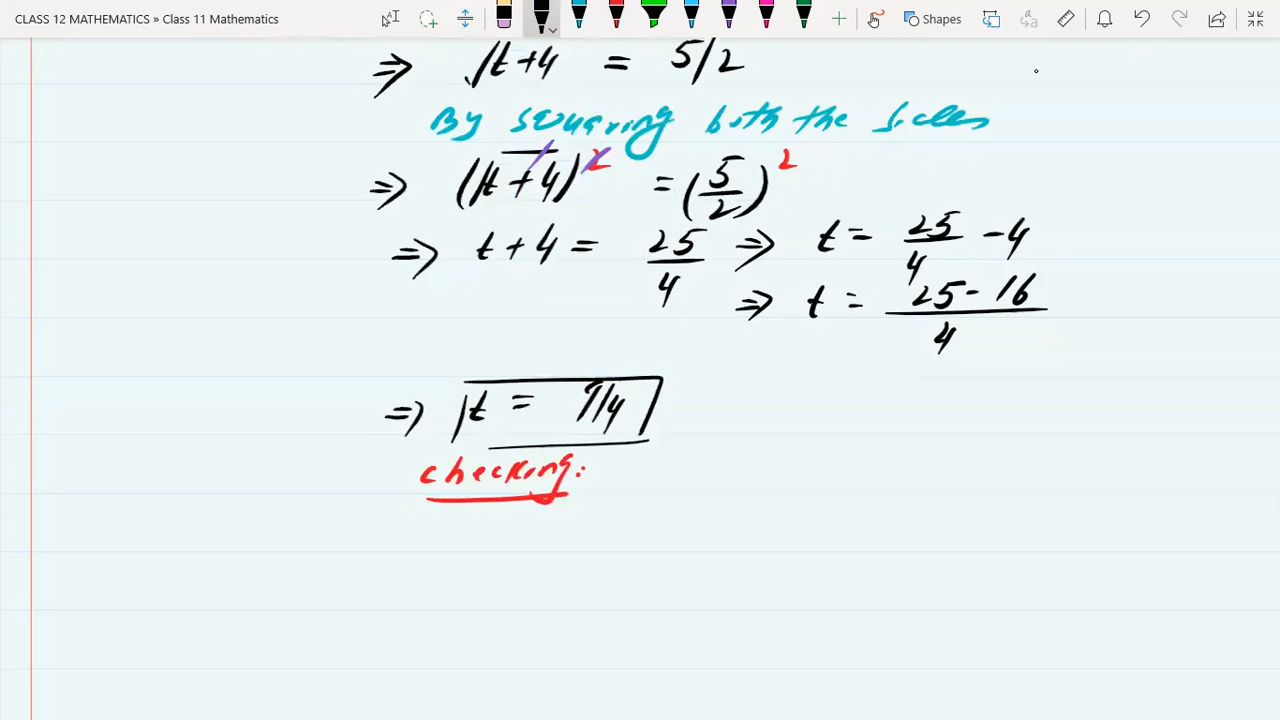 CLASS 12 MATHEMATICS » Class 11 Mathematics Shapes
⇒ √t+4 = 5/2
By squaring both the sides
⇒ (√t+4)² = (5/2)²
⇒ t+4 = 25/4 ⇒ t = 25/4 - 4
⇒ t = 25-16/4
⇒ t = 9/4
checking: